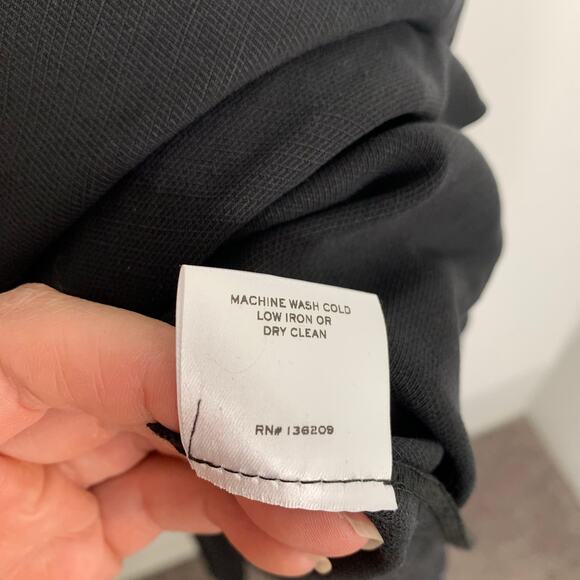 MACHINE WASH COLD
LOW IRON OR
DRY CLEAN
RN# 136209